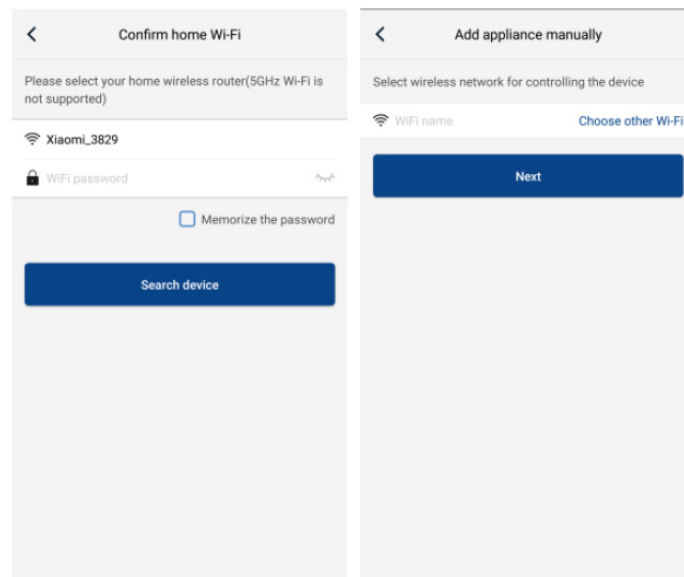 Confirm home Wi-Fi
Please select your home wireless router(5GHz Wi-Fi is
not supported)
Xiaomi_3829
WiFi password
Memorize the password
Search device
Add appliance manually
Select wireless network for controlling the device
WiFi name
Choose other Wi-Fi
Next